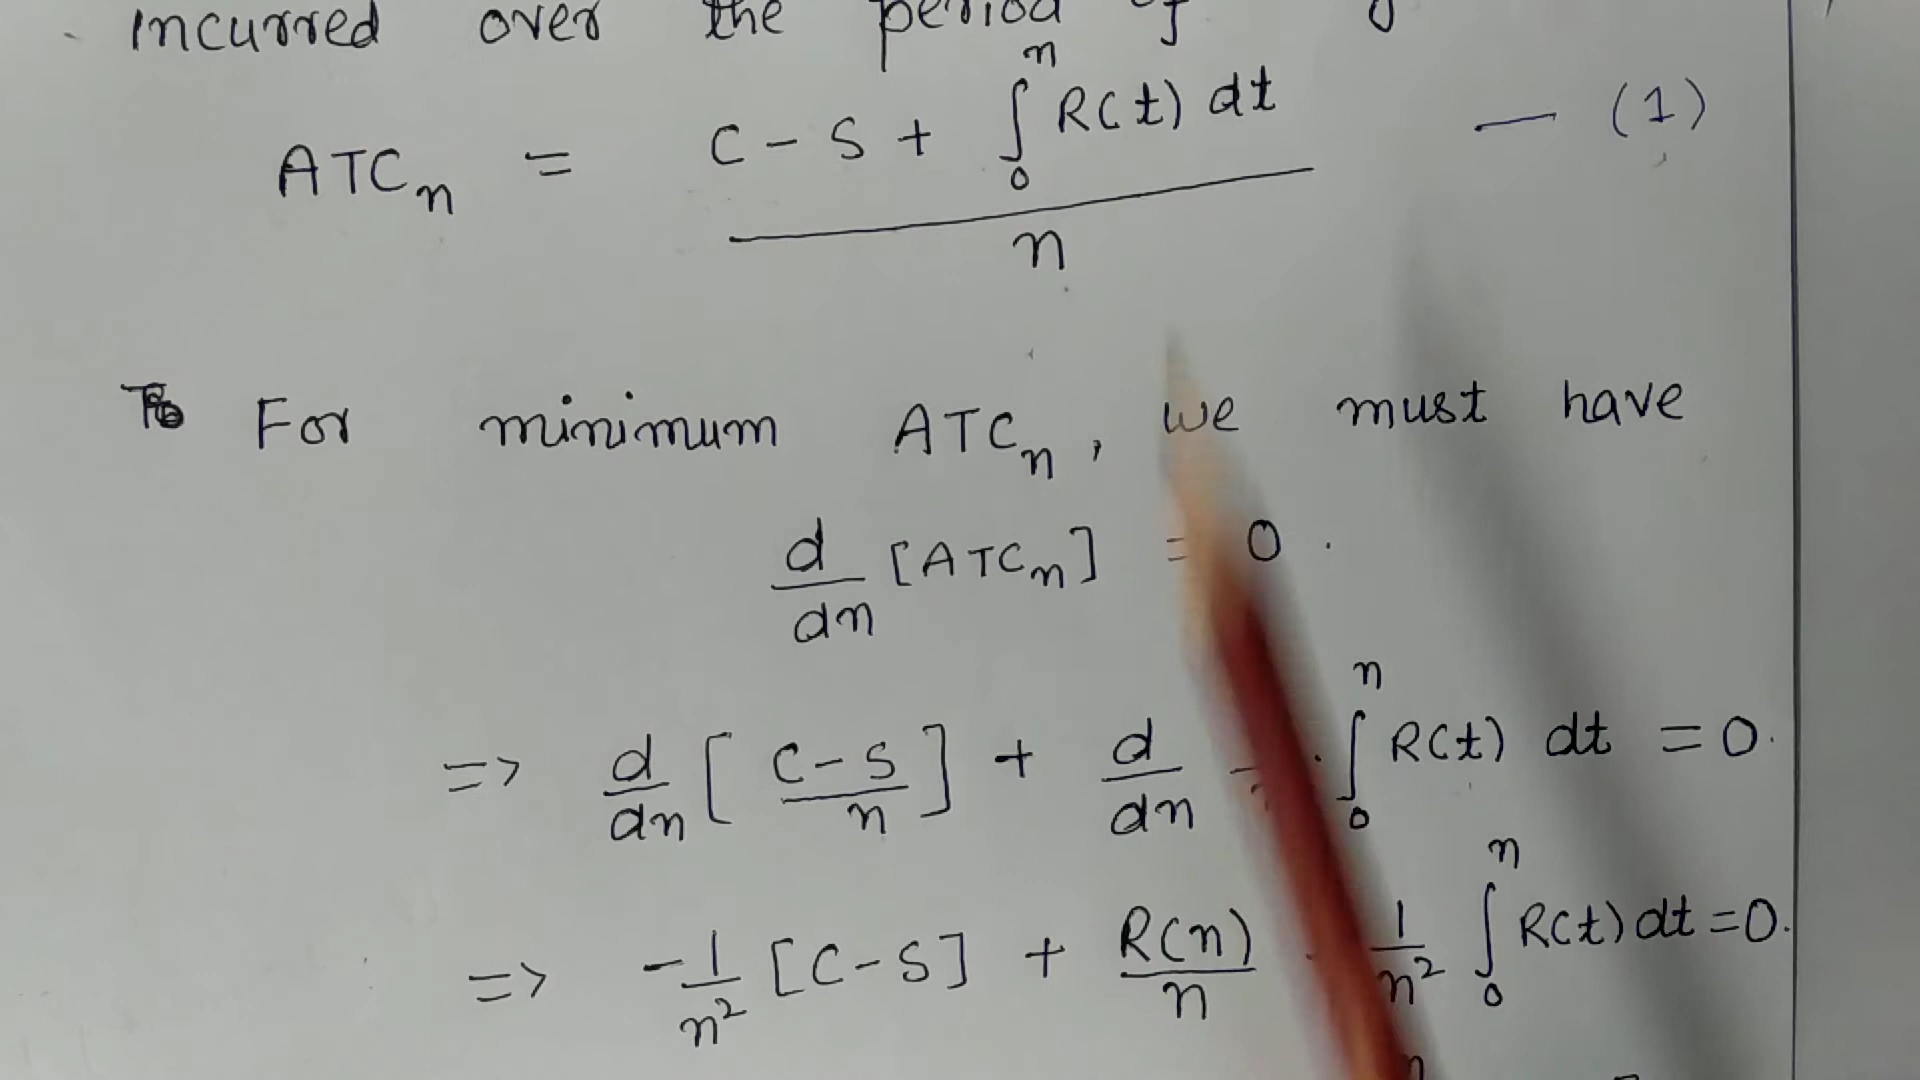 incurred over the period of
ATCn = C - S + ∫₀ⁿ R(t) dt / n — (1)
For minimum ATCn, we must have
d/dn [ATCn] = 0.
=> d/dn [C-S / n] + d/dn ∫₀ⁿ R(t) dt = 0.
=> -1/n² [C-S] + R(n)/n 1/n² ∫₀ⁿ R(t) dt = 0.